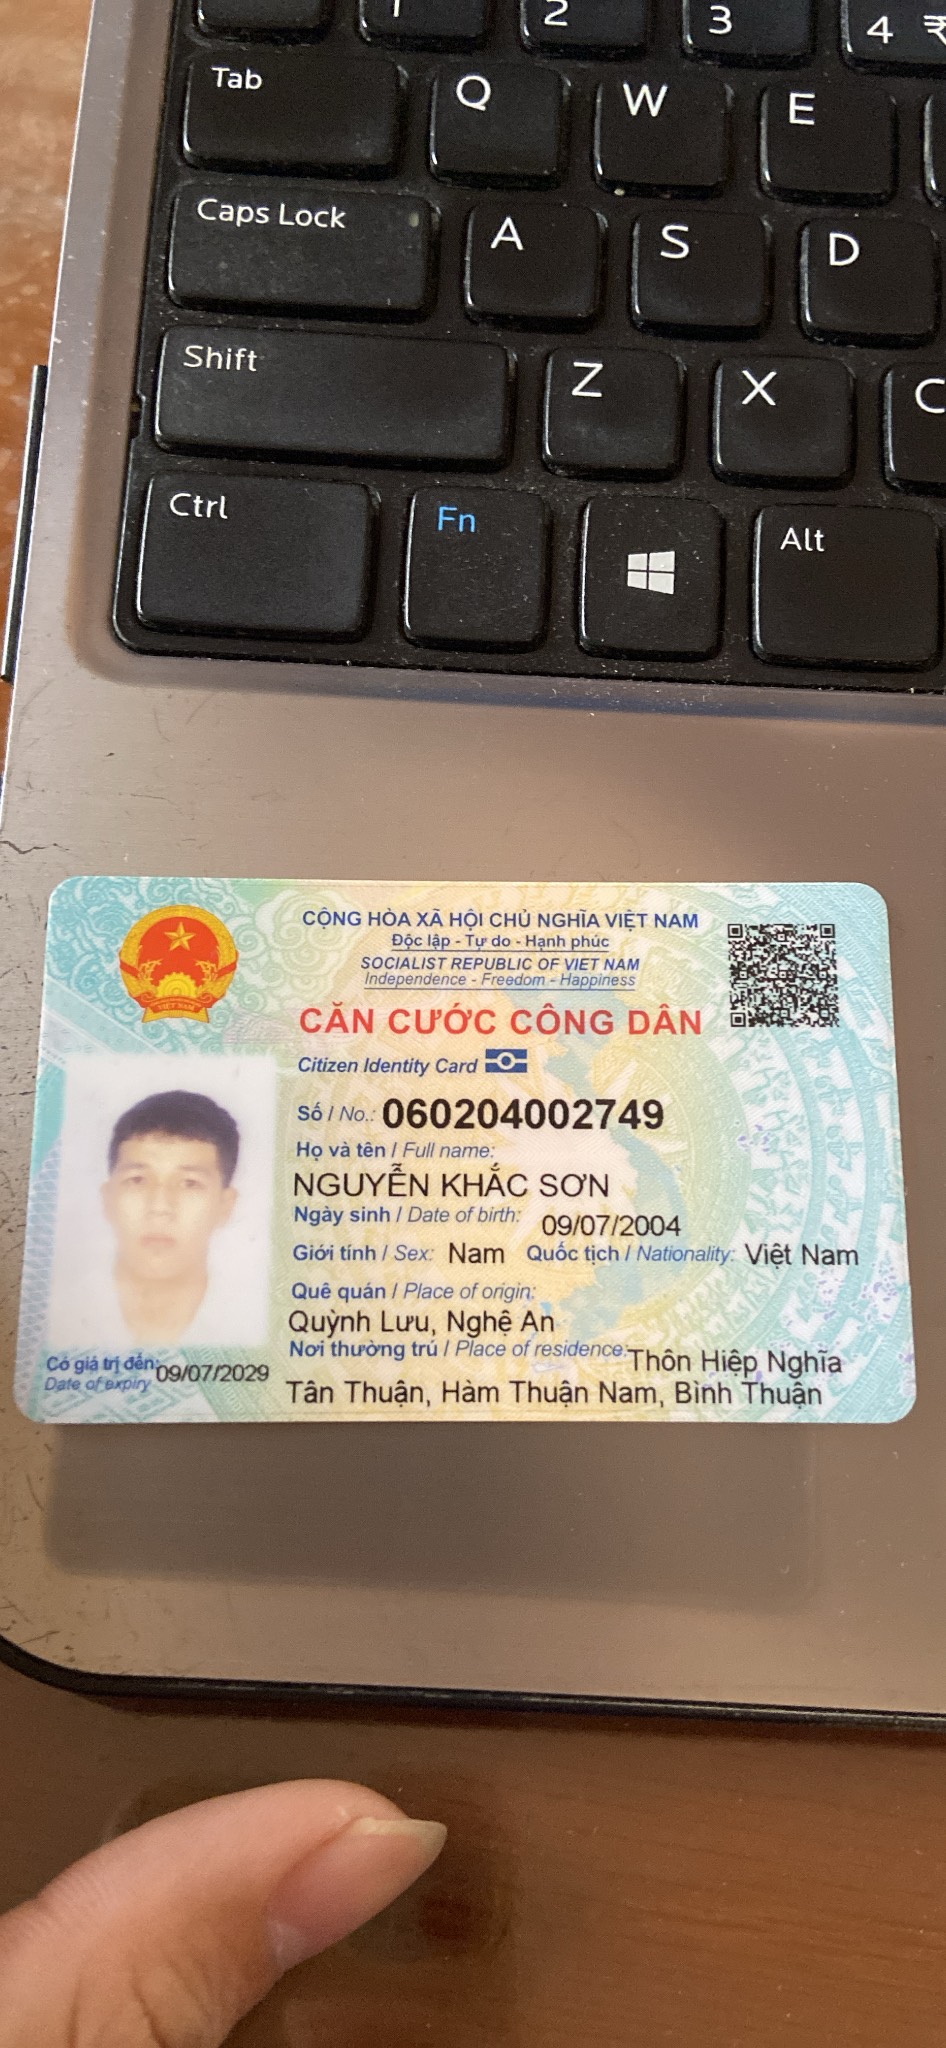 1 2 3 4 ₹
Tab Q W E
Caps Lock A S D
Shift Z X C
Ctrl Fn Alt
CỘNG HÒA XÃ HỘI CHỦ NGHĨA VIỆT NAM
Độc lập - Tự do - Hạnh phúc
SOCIALIST REPUBLIC OF VIET NAM
Independence - Freedom - Happiness
CĂN CƯỚC CÔNG DÂN
Citizen Identity Card
VIỆT NAM
Số / No.: 060204002749
Họ và tên / Full name:
NGUYỄN KHẮC SƠN
Ngày sinh / Date of birth: 09/07/2004
Giới tính / Sex: Nam Quốc tịch / Nationality: Việt Nam
Quê quán / Place of origin:
Quỳnh Lưu, Nghệ An
Nơi thường trú / Place of residence: Thôn Hiệp Nghĩa
Tân Thuận, Hàm Thuận Nam, Bình Thuận
Có giá trị đến: 09/07/2029
Date of expiry